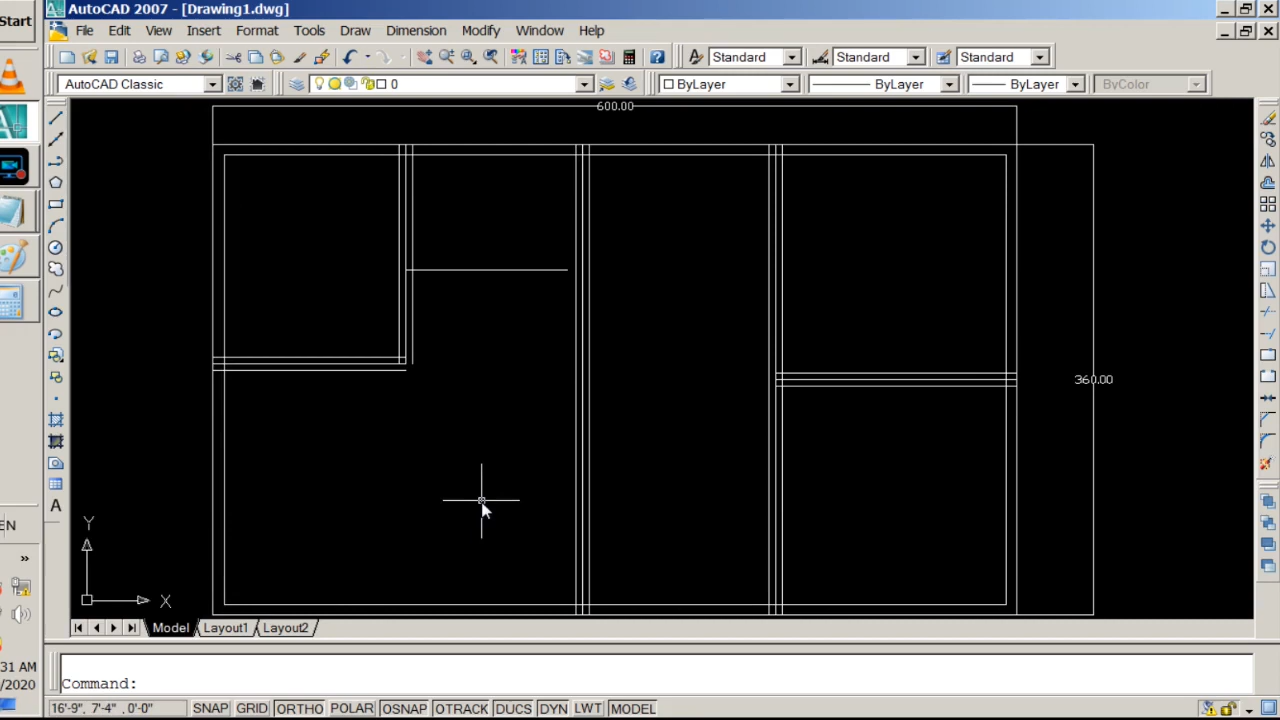 Start
AutoCAD 2007 - [Drawing1.dwg]
File Edit View Insert Format Tools Draw Dimension Modify Window Help
Standard Standard Standard
AutoCAD Classic 0 ByLayer ByLayer ByLayer ByColor
600.00
360.00
A
EN
Y
X
»
Model Layout1 Layout2
:31 AM
/2020
Command:
16'-9", 7'-4" ,0'-0" SNAP GRID ORTHO POLAR OSNAP OTRACK DUCS DYN LWT MODEL